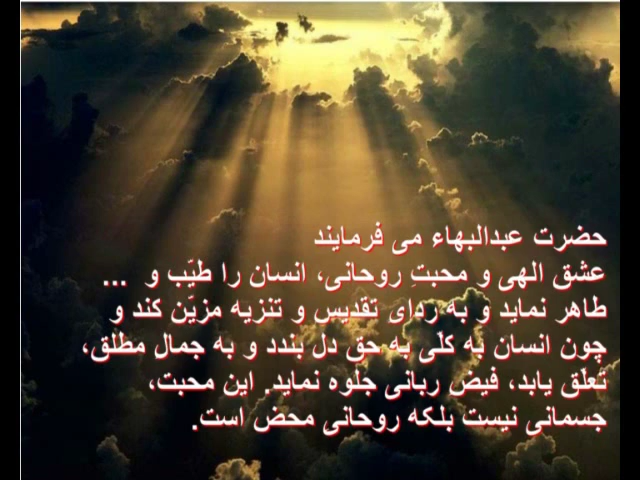 حضرت عبدالبهاء می فرمایند
عشق الهی و محبتِ روحانی، انسان را طیّب و ...
طاهر نماید و به ردای تقدیس و تنزیه مزیّن کند و
چون انسان به کلی به حق دل بندد و به جمال مطلق،
تعلّق یابد، فیض ربانی جلوه نماید. این محبت،
جسمانی نیست بلکه روحانی محض است.